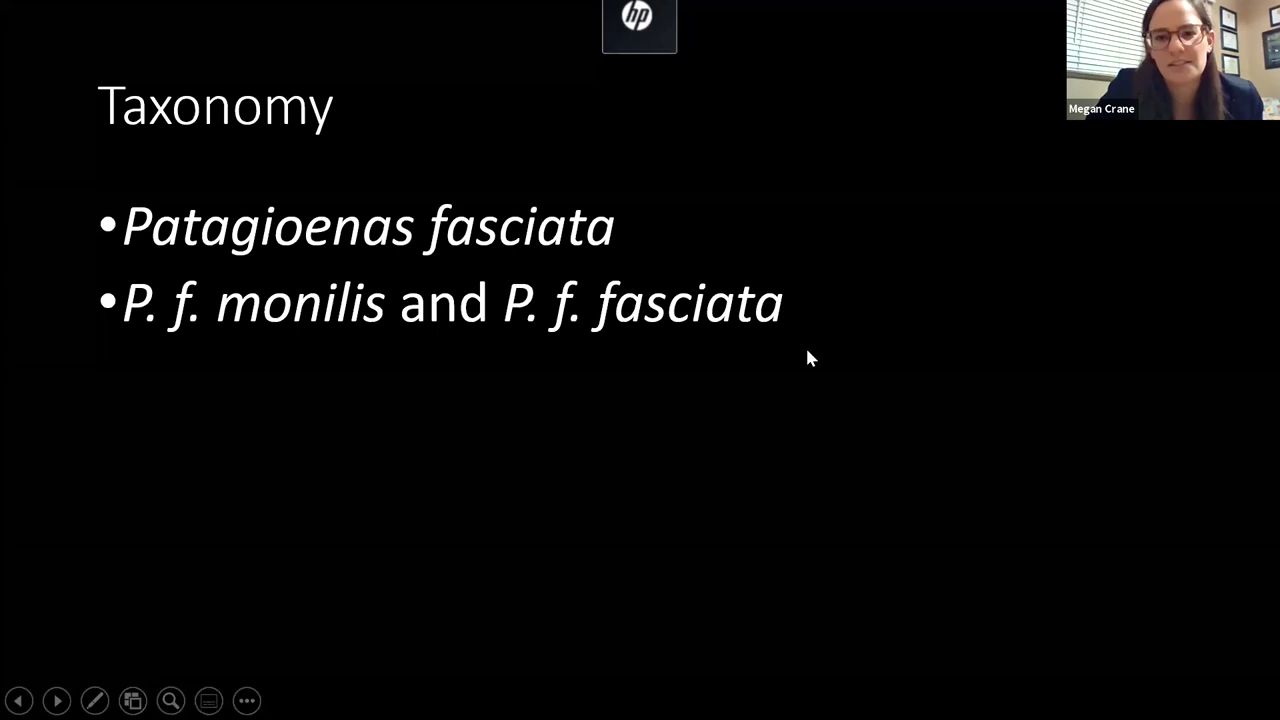 hp
Megan Crane
Taxonomy
•Patagioenas fasciata
•P. f. monilis and P. f. fasciata